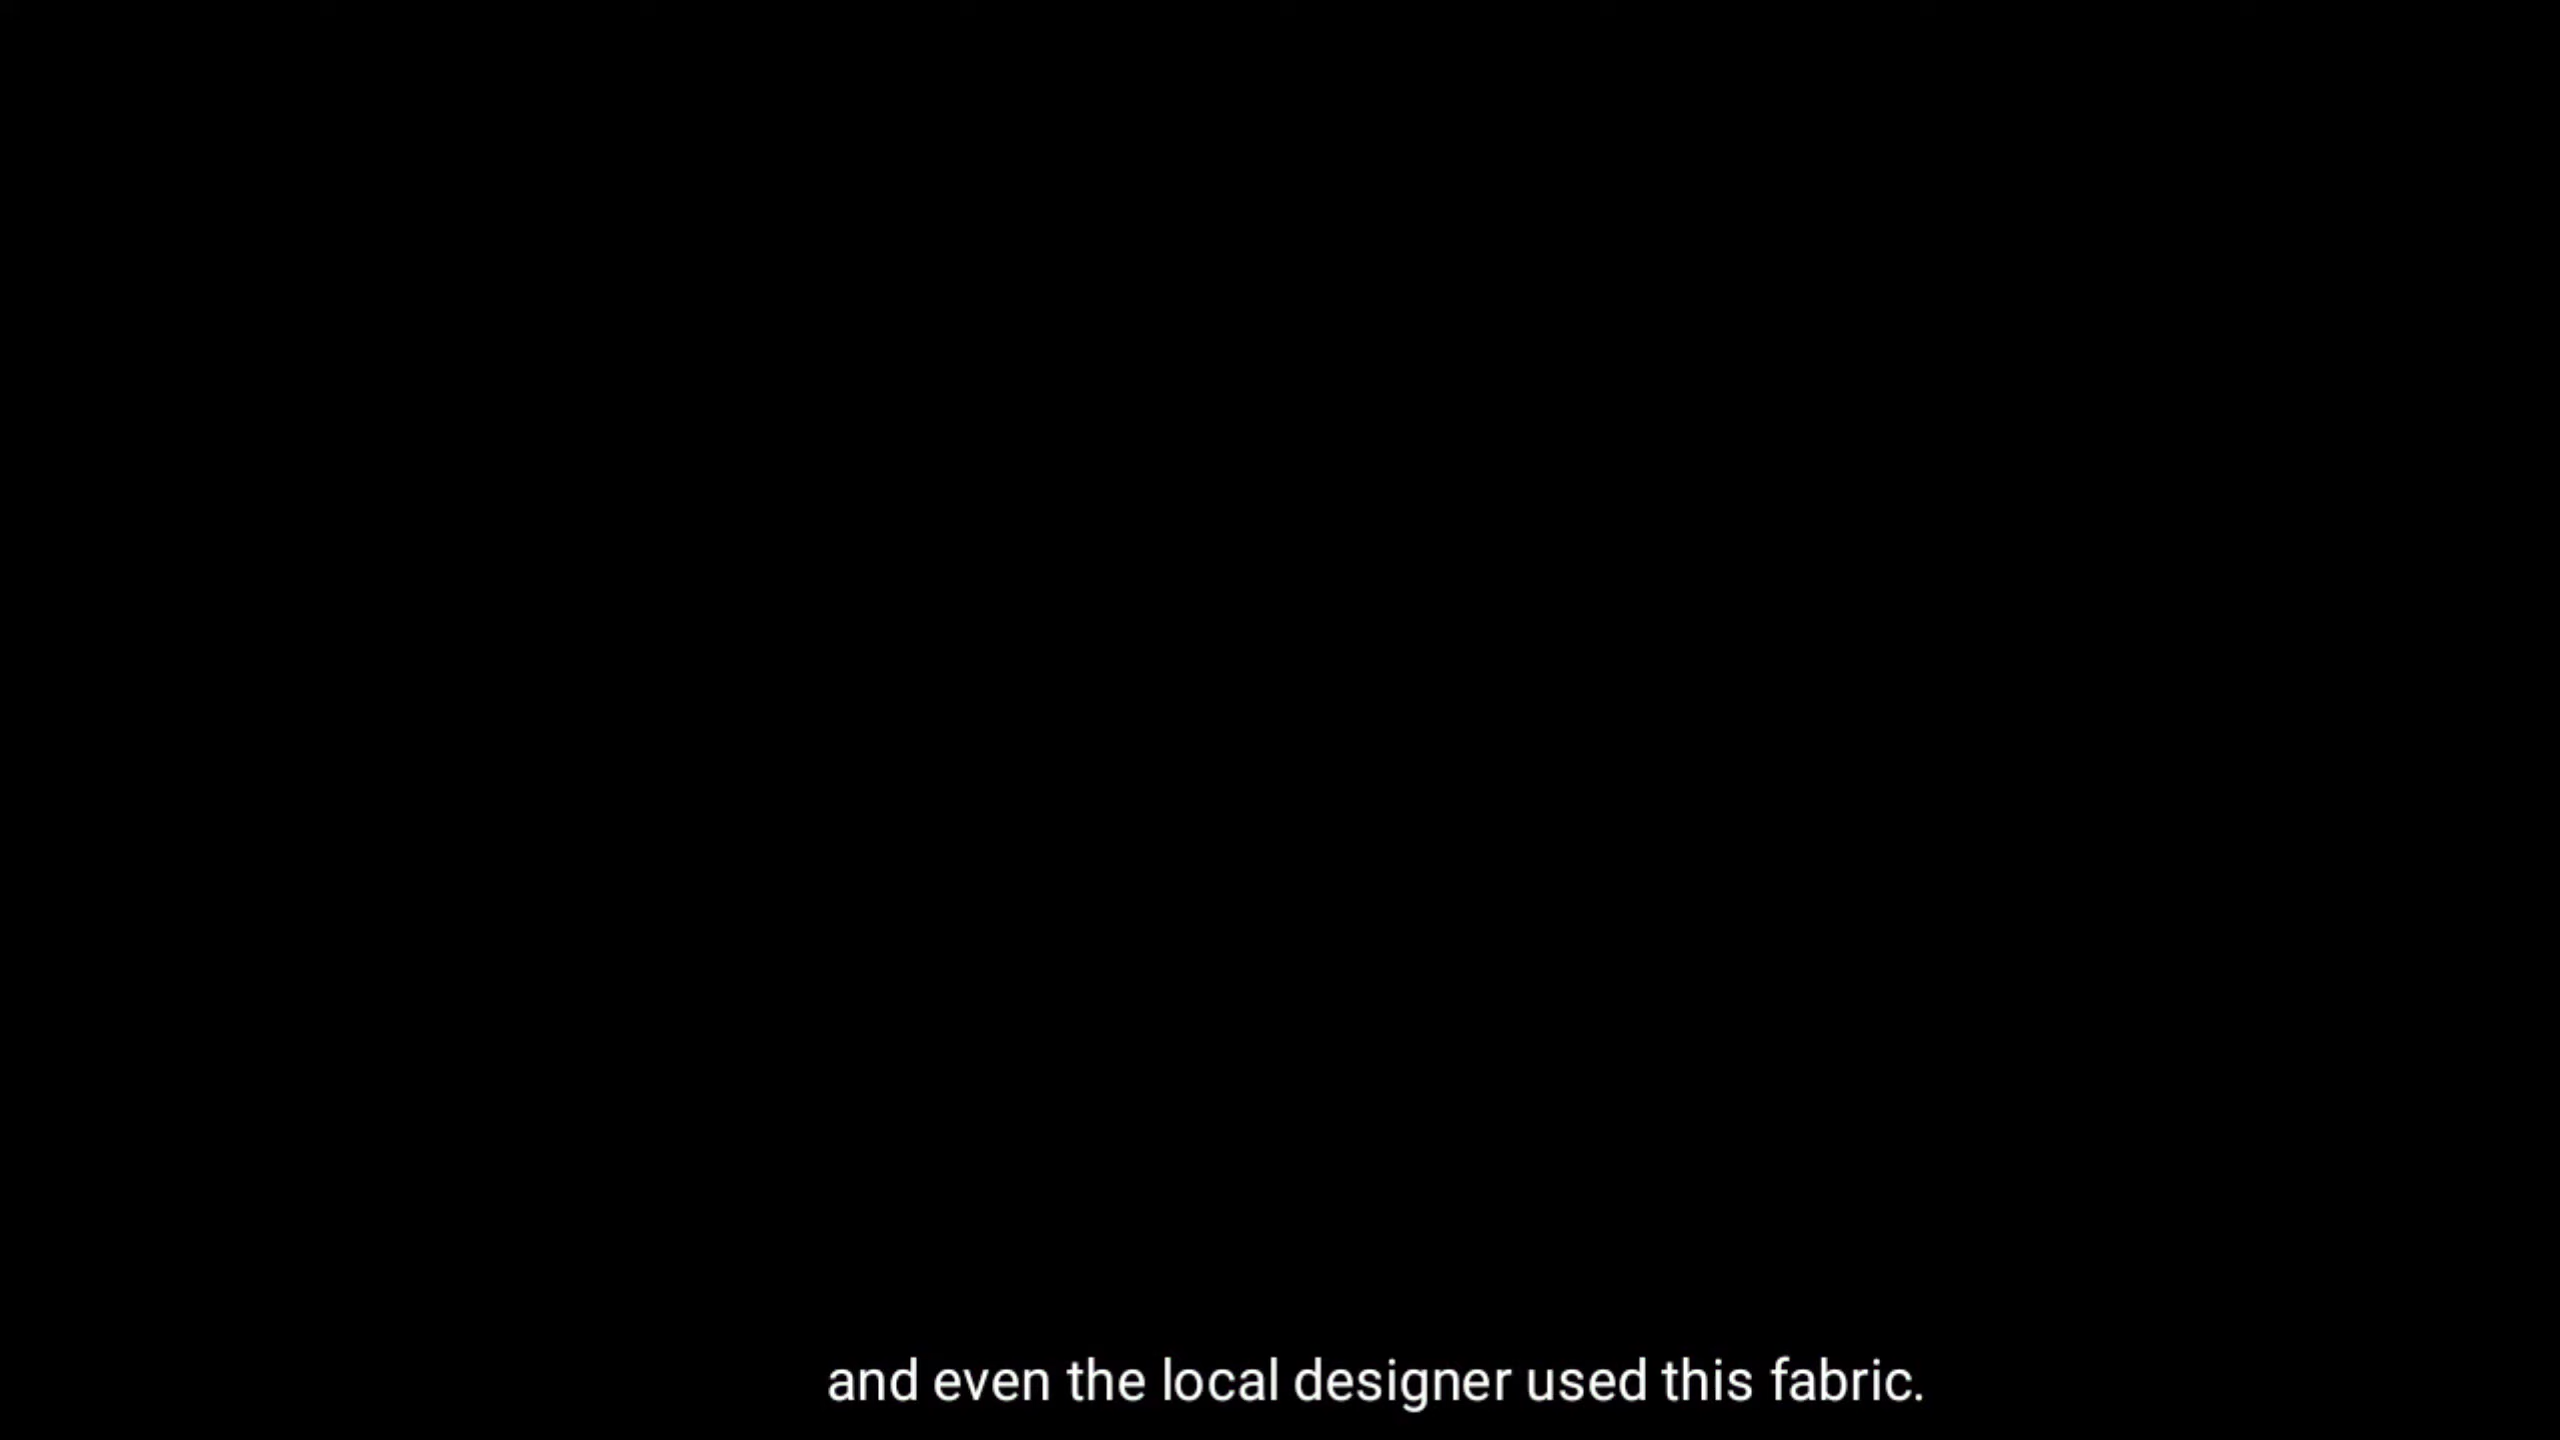 and even the local designer used this fabric.